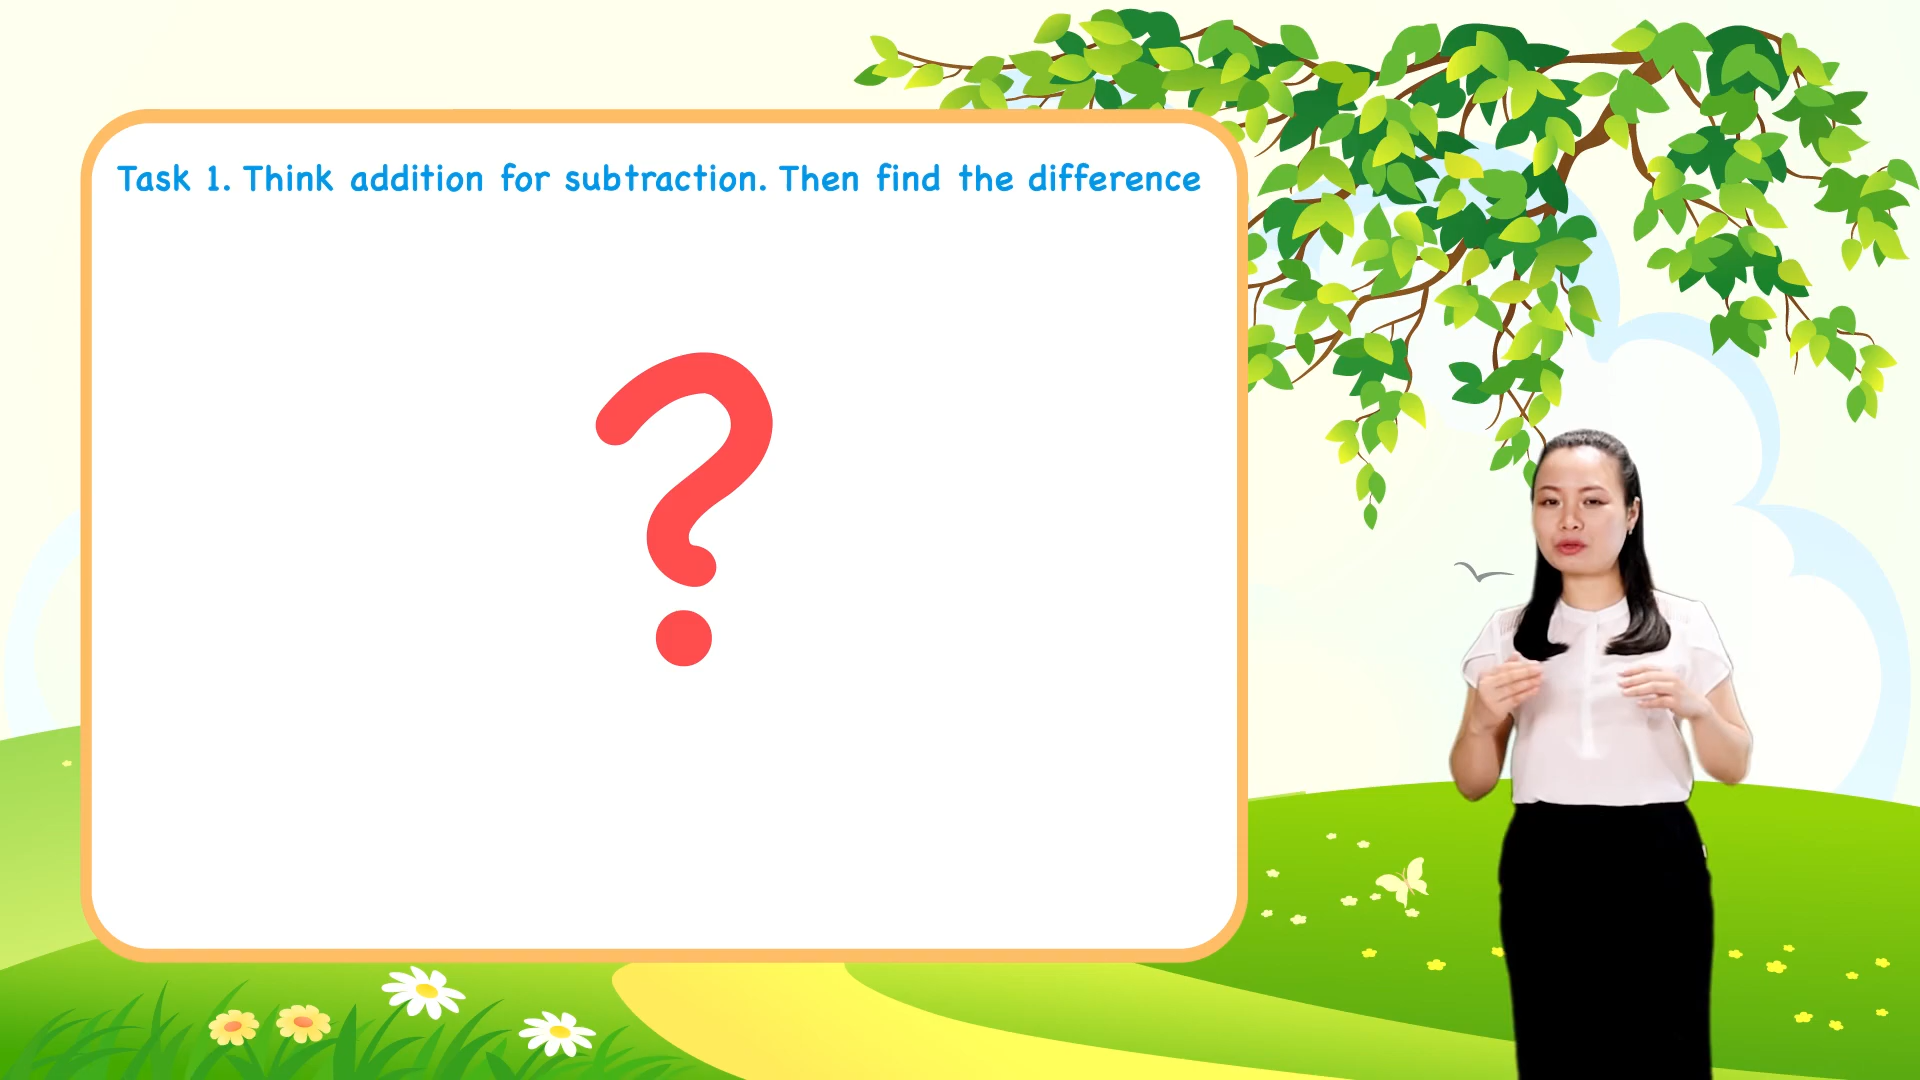 Task 1. Think addition for subtraction. Then find the difference
?